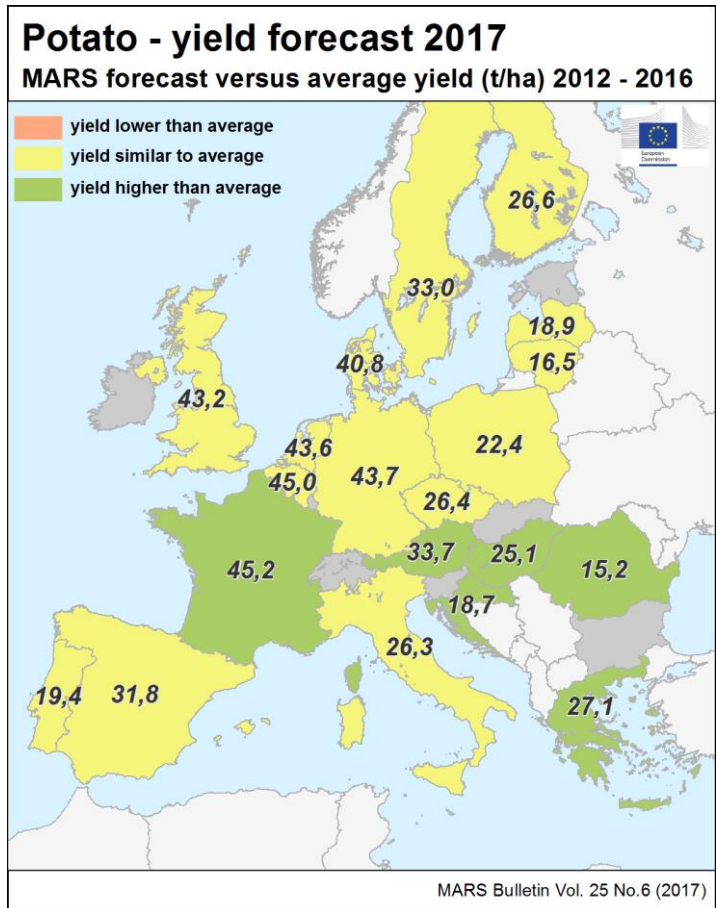 Potato - yield forecast 2017
MARS forecast versus average yield (t/ha) 2012 - 2016
yield lower than average
yield similar to average
yield higher than average
European
Commission
26,6
33,0
18,9
16,5
40,8
43,2
43,6
22,4
45,0
43,7
26,4
33,7
25,1
15,2
45,2
18,7
26,3
19,4
31,8
27,1
MARS Bulletin Vol. 25 No.6 (2017)